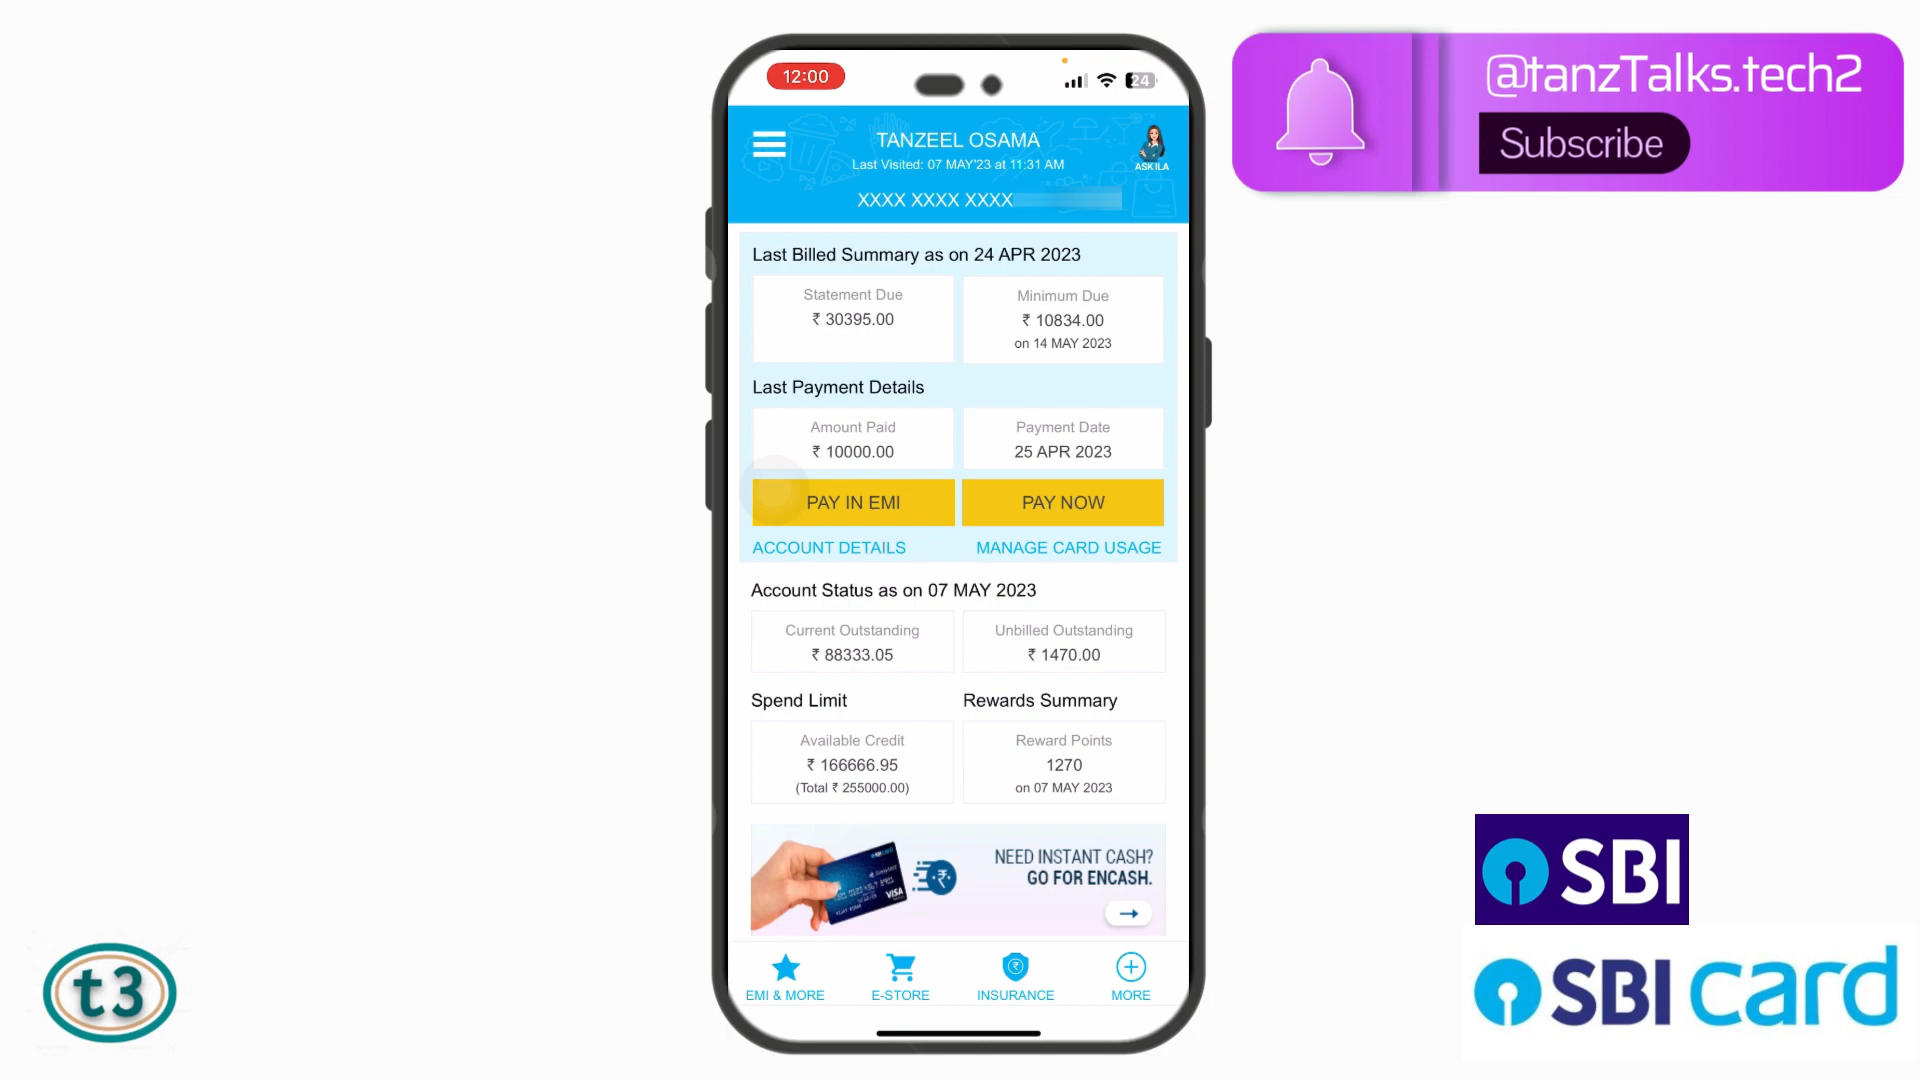 12:00
24
TANZEEL OSAMA
Last Visited: 07 MAY'23 at 11:31 AM
ASK ILA
XXXX XXXX XXXX
Last Billed Summary as on 24 APR 2023
Statement Due
₹ 30395.00
Minimum Due
₹ 10834.00
on 14 MAY 2023
Last Payment Details
Amount Paid
₹ 10000.00
Payment Date
25 APR 2023
PAY IN EMI
PAY NOW
ACCOUNT DETAILS
MANAGE CARD USAGE
Account Status as on 07 MAY 2023
Current Outstanding
₹ 88333.05
Unbilled Outstanding
₹ 1470.00
Spend Limit
Rewards Summary
Available Credit
₹ 166666.95
(Total ₹ 255000.00)
Reward Points
1270
on 07 MAY 2023
VISA
NEED INSTANT CASH?
GO FOR ENCASH.
EMI & MORE
E-STORE
INSURANCE
MORE
@tanzTalks.tech2
Subscribe
t3
SBI
SBI card